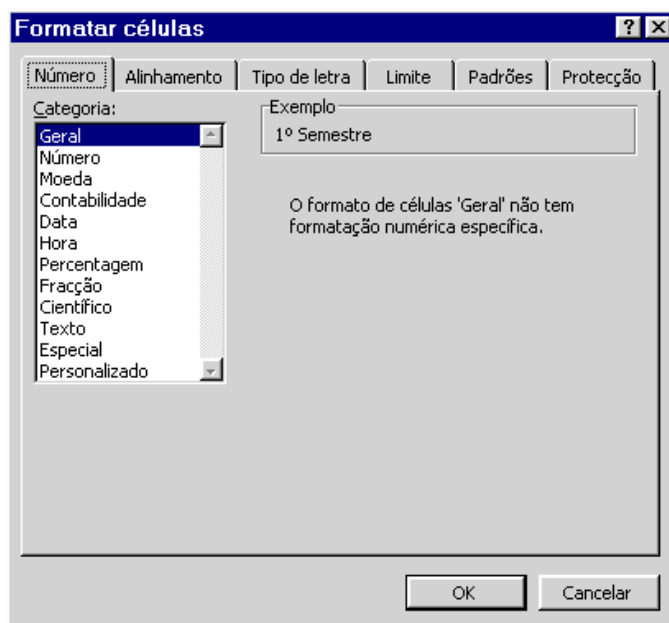 Formatar células
Número Alinhamento Tipo de letra Limite Padrões Protecção
Categoria:
Geral
Número
Moeda
Contabilidade
Data
Hora
Percentagem
Fracção
Científico
Texto
Especial
Personalizado
Exemplo
1º Semestre
O formato de células 'Geral' não tem
formatação numérica específica.
OK Cancelar